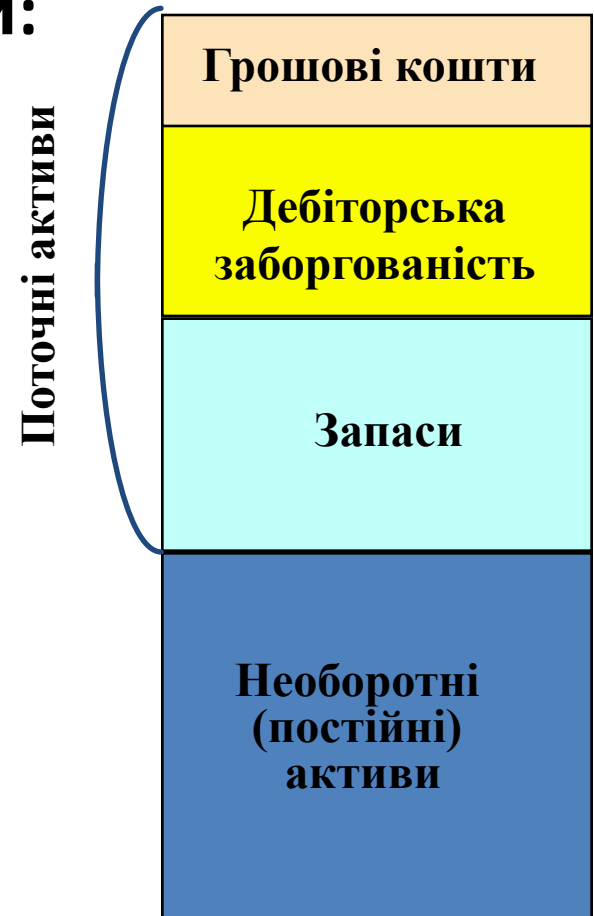 Поточні активи
Грошові кошти
Дебіторська
заборгованість
Запаси
Необоротні
(постійні)
активи